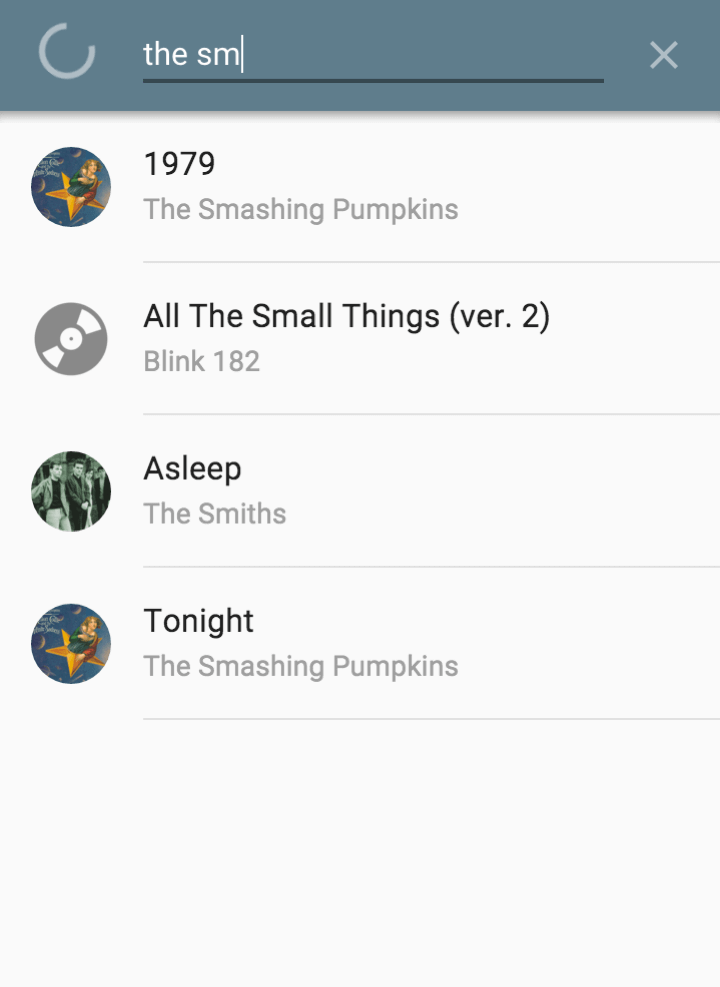 the sm
1979
The Smashing Pumpkins
All The Small Things (ver. 2)
Blink 182
Asleep
The Smiths
Tonight
The Smashing Pumpkins